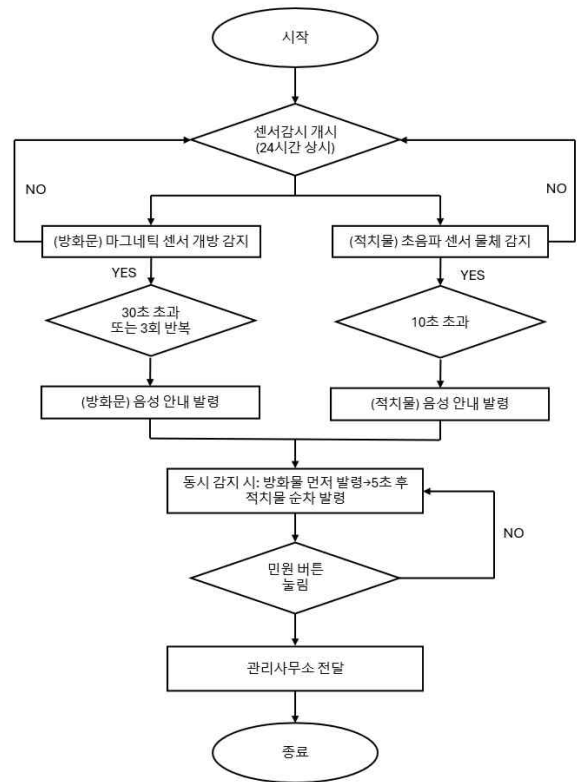 시작
센서감시 개시
(24시간 상시)
NO
NO
(방화문) 마그네틱 센서 개방 감지
(적치물) 초음파 센서 물체 감지
YES
YES
30초 초과
또는 3회 반복
10초 초과
(방화문) 음성 안내 발령
(적치물) 음성 안내 발령
동시 감지 시: 방화물 먼저 발령→5초 후
적치물 순차 발령
NO
민원 버튼
눌림
관리사무소 전달
종료